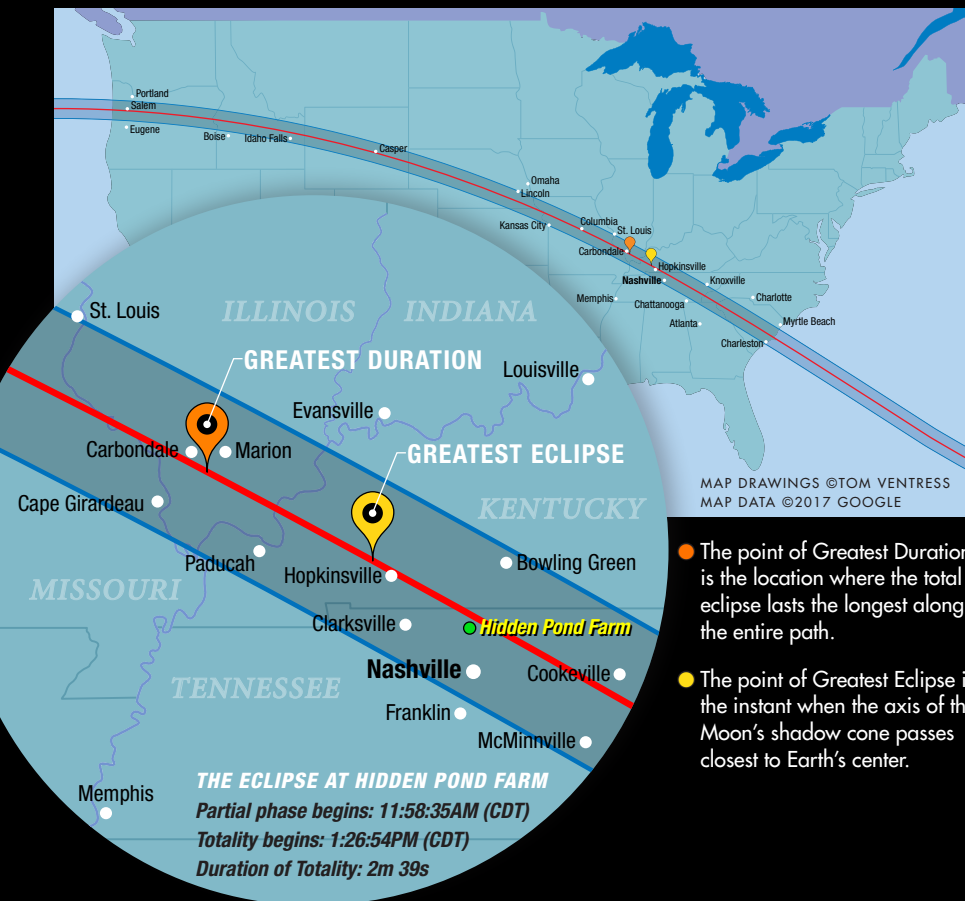 Portland
Salem
Eugene
Boise
Idaho Falls
Casper
Omaha
Lincoln
Kansas City
Columbia
St. Louis
Carbondale
Hopkinsville
Nashville
Knoxville
Memphis
Chattanooga
Charlotte
Atlanta
Myrtle Beach
Charleston
St. Louis
ILLINOIS
INDIANA
GREATEST DURATION
Louisville
Evansville
Carbondale
Marion
GREATEST ECLIPSE
Cape Girardeau
KENTUCKY
Paducah
Hopkinsville
Bowling Green
MISSOURI
Clarksville
Hidden Pond Farm
Nashville
Cookeville
TENNESSEE
Franklin
McMinnville
Memphis
THE ECLIPSE AT HIDDEN POND FARM
Partial phase begins: 11:58:35AM (CDT)
Totality begins: 1:26:54PM (CDT)
Duration of Totality: 2m 39s
MAP DRAWINGS ©TOM VENTRESS
MAP DATA ©2017 GOOGLE
The point of Greatest Duration
is the location where the total
eclipse lasts the longest along
the entire path.
The point of Greatest Eclipse i
the instant when the axis of th
Moon's shadow cone passes
closest to Earth's center.